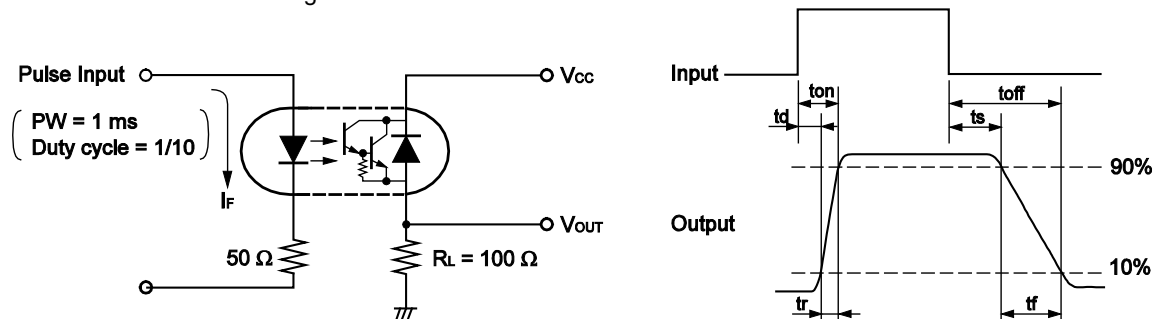 Pulse Input
PW = 1 ms
Duty cycle = 1/10
IF
50 Ω
VCC
VOUT
RL = 100 Ω
Input
ton
toff
td
ts
90%
Output
10%
tr
tf